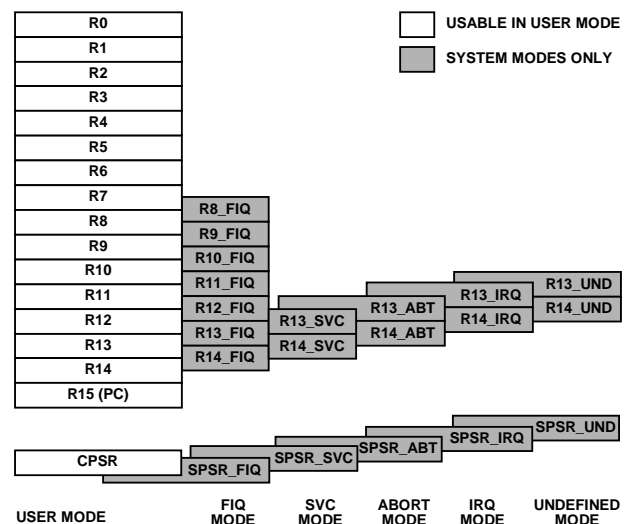 R0
R1
R2
R3
R4
R5
R6
R7
R8
R9
R10
R11
R12
R13
R14
R15 (PC)
R8_FIQ
R9_FIQ
R10_FIQ
R11_FIQ
R12_FIQ
R13_FIQ
R14_FIQ
R13_SVC
R14_SVC
R13_ABT
R14_ABT
R13_IRQ
R14_IRQ
R13_UND
R14_UND
USABLE IN USER MODE
SYSTEM MODES ONLY
CPSR
SPSR_FIQ
SPSR_SVC
SPSR_ABT
SPSR_IRQ
SPSR_UND
USER MODE
FIQ
MODE
SVC
MODE
ABORT
MODE
IRQ
MODE
UNDEFINED
MODE